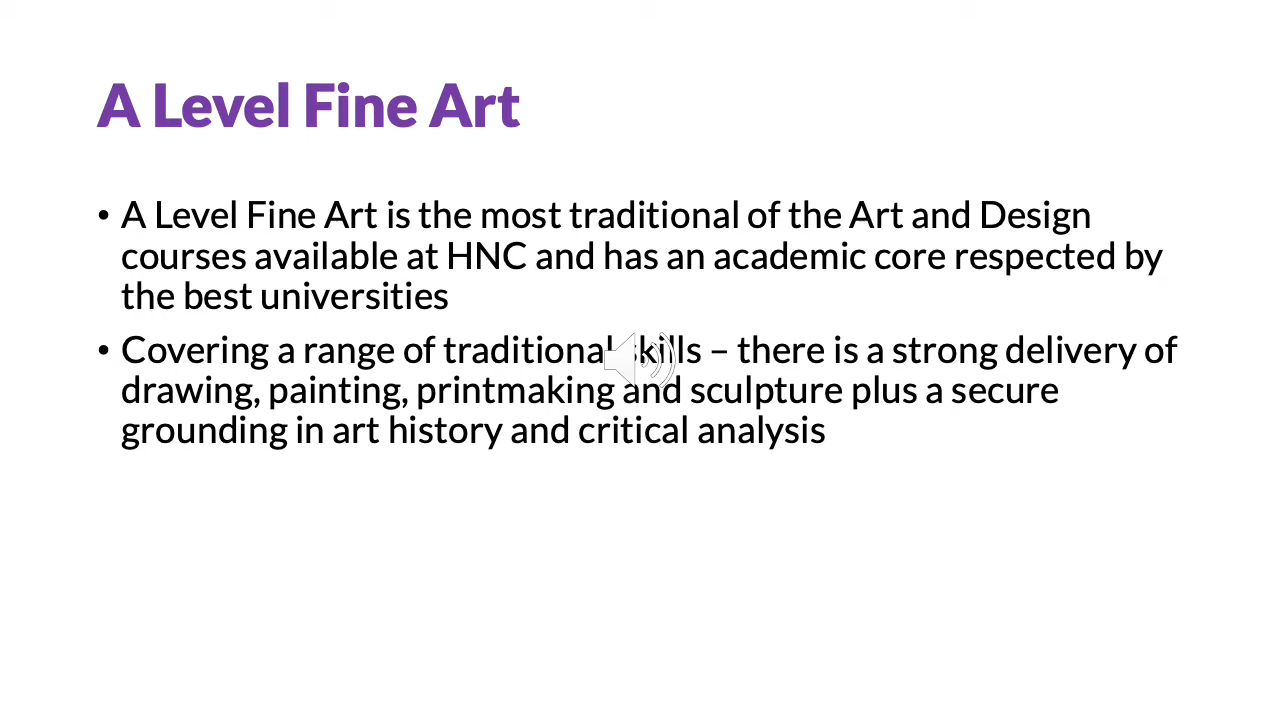 A Level Fine Art
• A Level Fine Art is the most traditional of the Art and Design
courses available at HNC and has an academic core respected by
the best universities
• Covering a range of traditional skills – there is a strong delivery of
drawing, painting, printmaking and sculpture plus a secure
grounding in art history and critical analysis